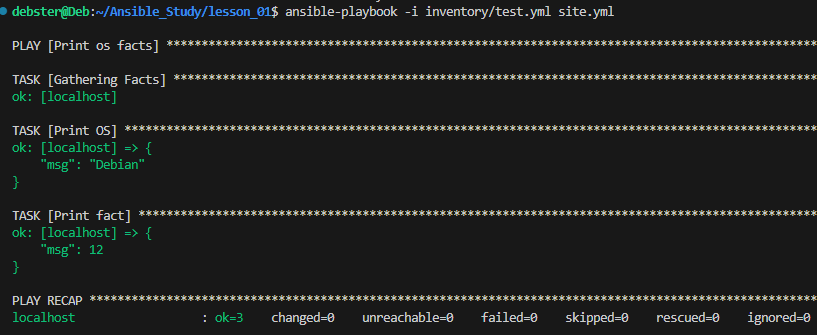 debster@Deb:~/Ansible_Study/lesson_01$ ansible-playbook -i inventory/test.yml site.yml
PLAY [Print os facts] *********************************************************************************************
TASK [Gathering Facts] ********************************************************************************************
ok: [localhost]
TASK [Print OS] ***************************************************************************************************
ok: [localhost] => {
    "msg": "Debian"
}
TASK [Print fact] *************************************************************************************************
ok: [localhost] => {
    "msg": 12
}
PLAY RECAP ********************************************************************************************************
localhost                  : ok=3    changed=0    unreachable=0    failed=0    skipped=0    rescued=0    ignored=0